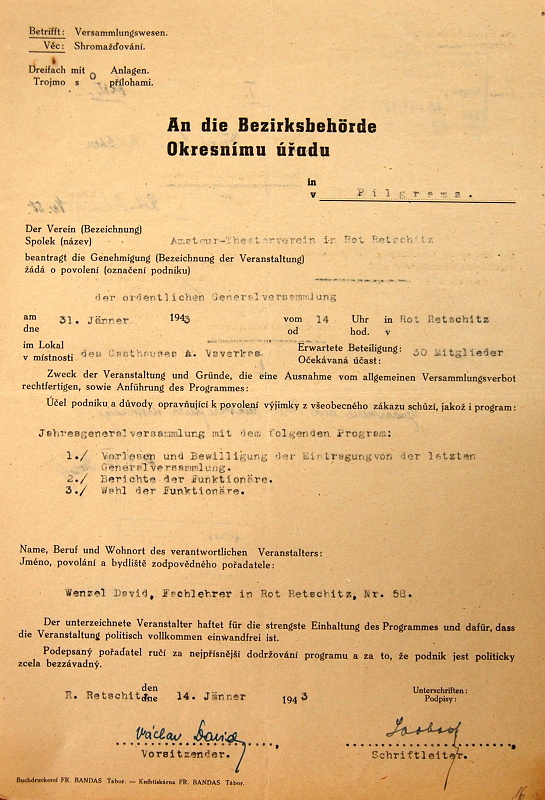 Betrifft: Versammlungswesen.
Věc: Shromažďování.
Dreifach mit 0 Anlagen.
Trojmo s přílohami.
An die Bezirksbehörde
Okresnímu úřadu
in
v Pilgrams.
Der Verein (Bezeichnung)
Spolek (název) Amateur-Theaterverein in Rot Retschitz
beantragt die Genehmigung (Bezeichnung der Veranstaltung)
žádá o povolení (označení podniku)
der ordentlichen Generalversammlung
am 31. Jänner 1943 vom 14 Uhr in Rot Retschitz
dne od hod. v
im Lokal Erwartete Beteiligung:
v místnosti des Gasthauses A. Vaverkas Očekávaná účast: 30 Mitglieder
Zweck der Veranstaltung und Gründe, die eine Ausnahme vom allgemeinen Versammlungsverbot
rechtfertigen, sowie Anführung des Programmes:
Účel podniku a důvody opravňující k povolení výjimky z všeobecného zákazu schůzí, jakož i program:
Jahresgeneralversammlung mit dem folgenden Program:
1./ Vorlesen und Bewilligung der Eintragungvon der letzten
Generalversammlung.
2./ Berichte der Funktionäre.
3./ Wahl der Funktionäre.
Name, Beruf und Wohnort des verantwortlichen Veranstalters:
Jméno, povolání a bydliště zodpovědného pořadatele:
Wenzel David, Fachlehrer in Rot Retschitz, Nr. 58.
Der unterzeichnete Veranstalter haftet für die strengste Einhaltung des Programmes und dafür, dass
die Veranstaltung politisch vollkommen einwandfrei ist.
Podepsaný pořadatel ručí za nejpřísnější dodržování programu a za to, že podnik jest politicky
zcela bezzávadný.
R. Retschitz den 14. Jänner 1943 Unterschriften:
dne Podpisy:
Václav David
Vorsitzender. Schriftleiter.
Buchdruckerei FR. BANDAS Tabor. — Knihtiskárna FR. BANDAS Tábor.
16